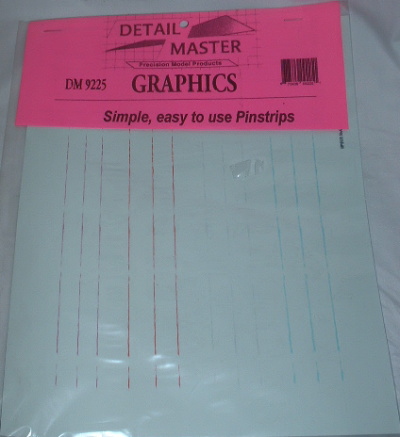 DETAIL
MASTER
Precision Model Products
DM 9225
GRAPHICS
Simple, easy to use Pinstrips